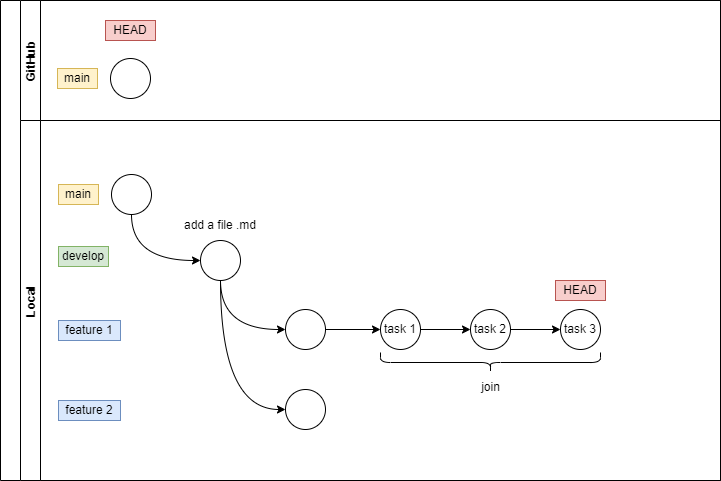 GitHub
HEAD
main
Local
main
add a file .md
develop
HEAD
feature 1
task 1
task 2
task 3
join
feature 2